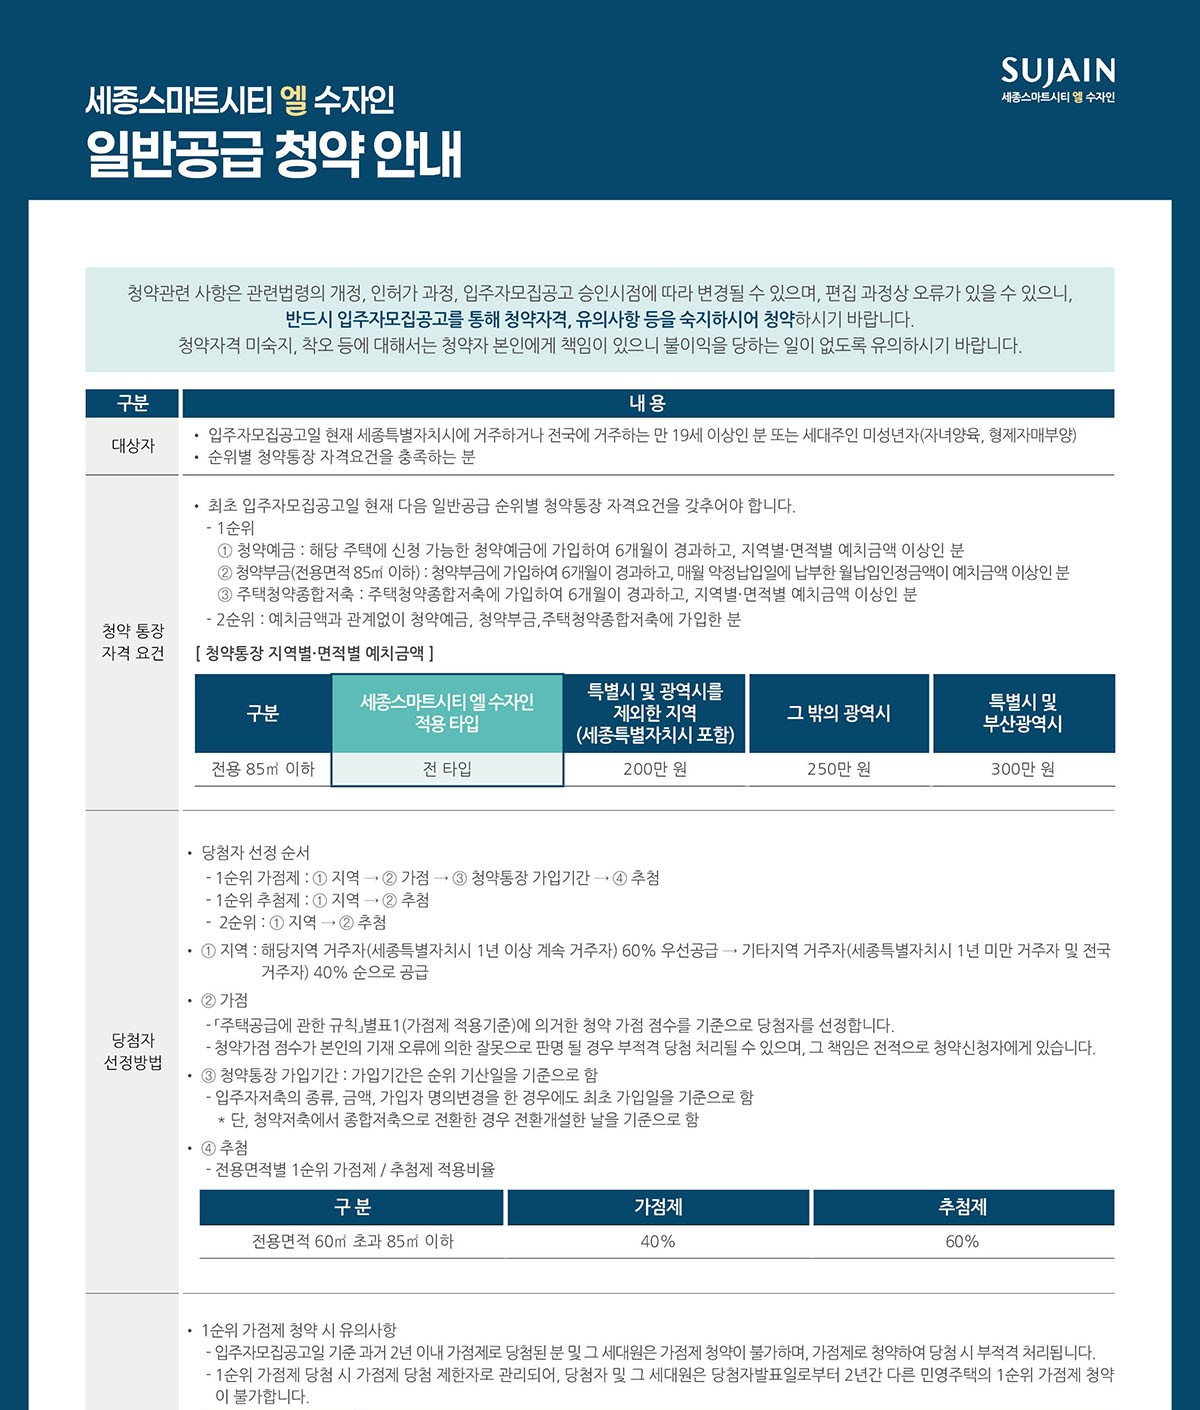 SUJAIN
세종스마트시티 엘 수자인
세종스마트시티 엘 수자인
일반공급 청약 안내
청약관련 사항은 관련법령의 개정, 인허가 과정, 입주자모집공고 승인시점에 따라 변경될 수 있으며, 편집 과정상 오류가 있을 수 있으니,
반드시 입주자모집공고를 통해 청약자격, 유의사항 등을 숙지하시어 청약하시기 바랍니다.
청약자격 미숙지, 착오 등에 대해서는 청약자 본인에게 책임이 있으니 불이익을 당하는 일이 없도록 유의하시기 바랍니다.
구분 내 용
대상자
• 입주자모집공고일 현재 세종특별자치시에 거주하거나 전국에 거주하는 만 19세 이상인 분 또는 세대주인 미성년자(자녀양육, 형제자매부양)
• 순위별 청약통장 자격요건을 충족하는 분
청약 통장
자격 요건
• 최초 입주자모집공고일 현재 다음 일반공급 순위별 청약통장 자격요건을 갖추어야 합니다.
- 1순위
① 청약예금 : 해당 주택에 신청 가능한 청약예금에 가입하여 6개월이 경과하고, 지역별·면적별 예치금액 이상인 분
② 청약부금(전용면적 85㎡ 이하) : 청약부금에 가입하여 6개월이 경과하고, 매월 약정납입일에 납부한 월납입인정금액이 예치금액 이상인 분
③ 주택청약종합저축 : 주택청약종합저축에 가입하여 6개월이 경과하고, 지역별·면적별 예치금액 이상인 분
- 2순위 : 예치금액과 관계없이 청약예금, 청약부금,주택청약종합저축에 가입한 분
[ 청약통장 지역별·면적별 예치금액 ]
구분
세종스마트시티 엘 수자인
적용 타입
특별시 및 광역시를
제외한 지역
(세종특별자치시 포함)
그 밖의 광역시
특별시 및
부산광역시
전용 85㎡ 이하 전 타입 200만 원 250만 원 300만 원
당첨자
선정방법
• 당첨자 선정 순서
- 1순위 가점제 : ① 지역 → ② 가점 → ③ 청약통장 가입기간 → ④ 추첨
- 1순위 추첨제 : ① 지역 → ② 추첨
- 2순위 : ① 지역 → ② 추첨
• ① 지역 : 해당지역 거주자(세종특별자치시 1년 이상 계속 거주자) 60% 우선공급 → 기타지역 거주자(세종특별자치시 1년 미만 거주자 및 전국
거주자) 40% 순으로 공급
• ② 가점
-「주택공급에 관한 규칙」별표1(가점제 적용기준)에 의거한 청약 가점 점수를 기준으로 당첨자를 선정합니다.
- 청약가점 점수가 본인의 기재 오류에 의한 잘못으로 판명 될 경우 부적격 당첨 처리될 수 있으며, 그 책임은 전적으로 청약신청자에게 있습니다.
• ③ 청약통장 가입기간 : 가입기간은 순위 기산일을 기준으로 함
- 입주자저축의 종류, 금액, 가입자 명의변경을 한 경우에도 최초 가입일을 기준으로 함
* 단, 청약저축에서 종합저축으로 전환한 경우 전환개설한 날을 기준으로 함
• ④ 추첨
- 전용면적별 1순위 가점제 / 추첨제 적용비율
구 분 가점제 추첨제
전용면적 60㎡ 초과 85㎡ 이하 40% 60%
• 1순위 가점제 청약 시 유의사항
- 입주자모집공고일 기준 과거 2년 이내 가점제로 당첨된 분 및 그 세대원은 가점제 청약이 불가하며, 가점제로 청약하여 당첨 시 부적격 처리됩니다.
- 1순위 가점제 당첨 시 가점제 당첨 제한자로 관리되어, 당첨자 및 그 세대원은 당첨자발표일로부터 2년간 다른 민영주택의 1순위 가점제 청약
이 불가합니다.